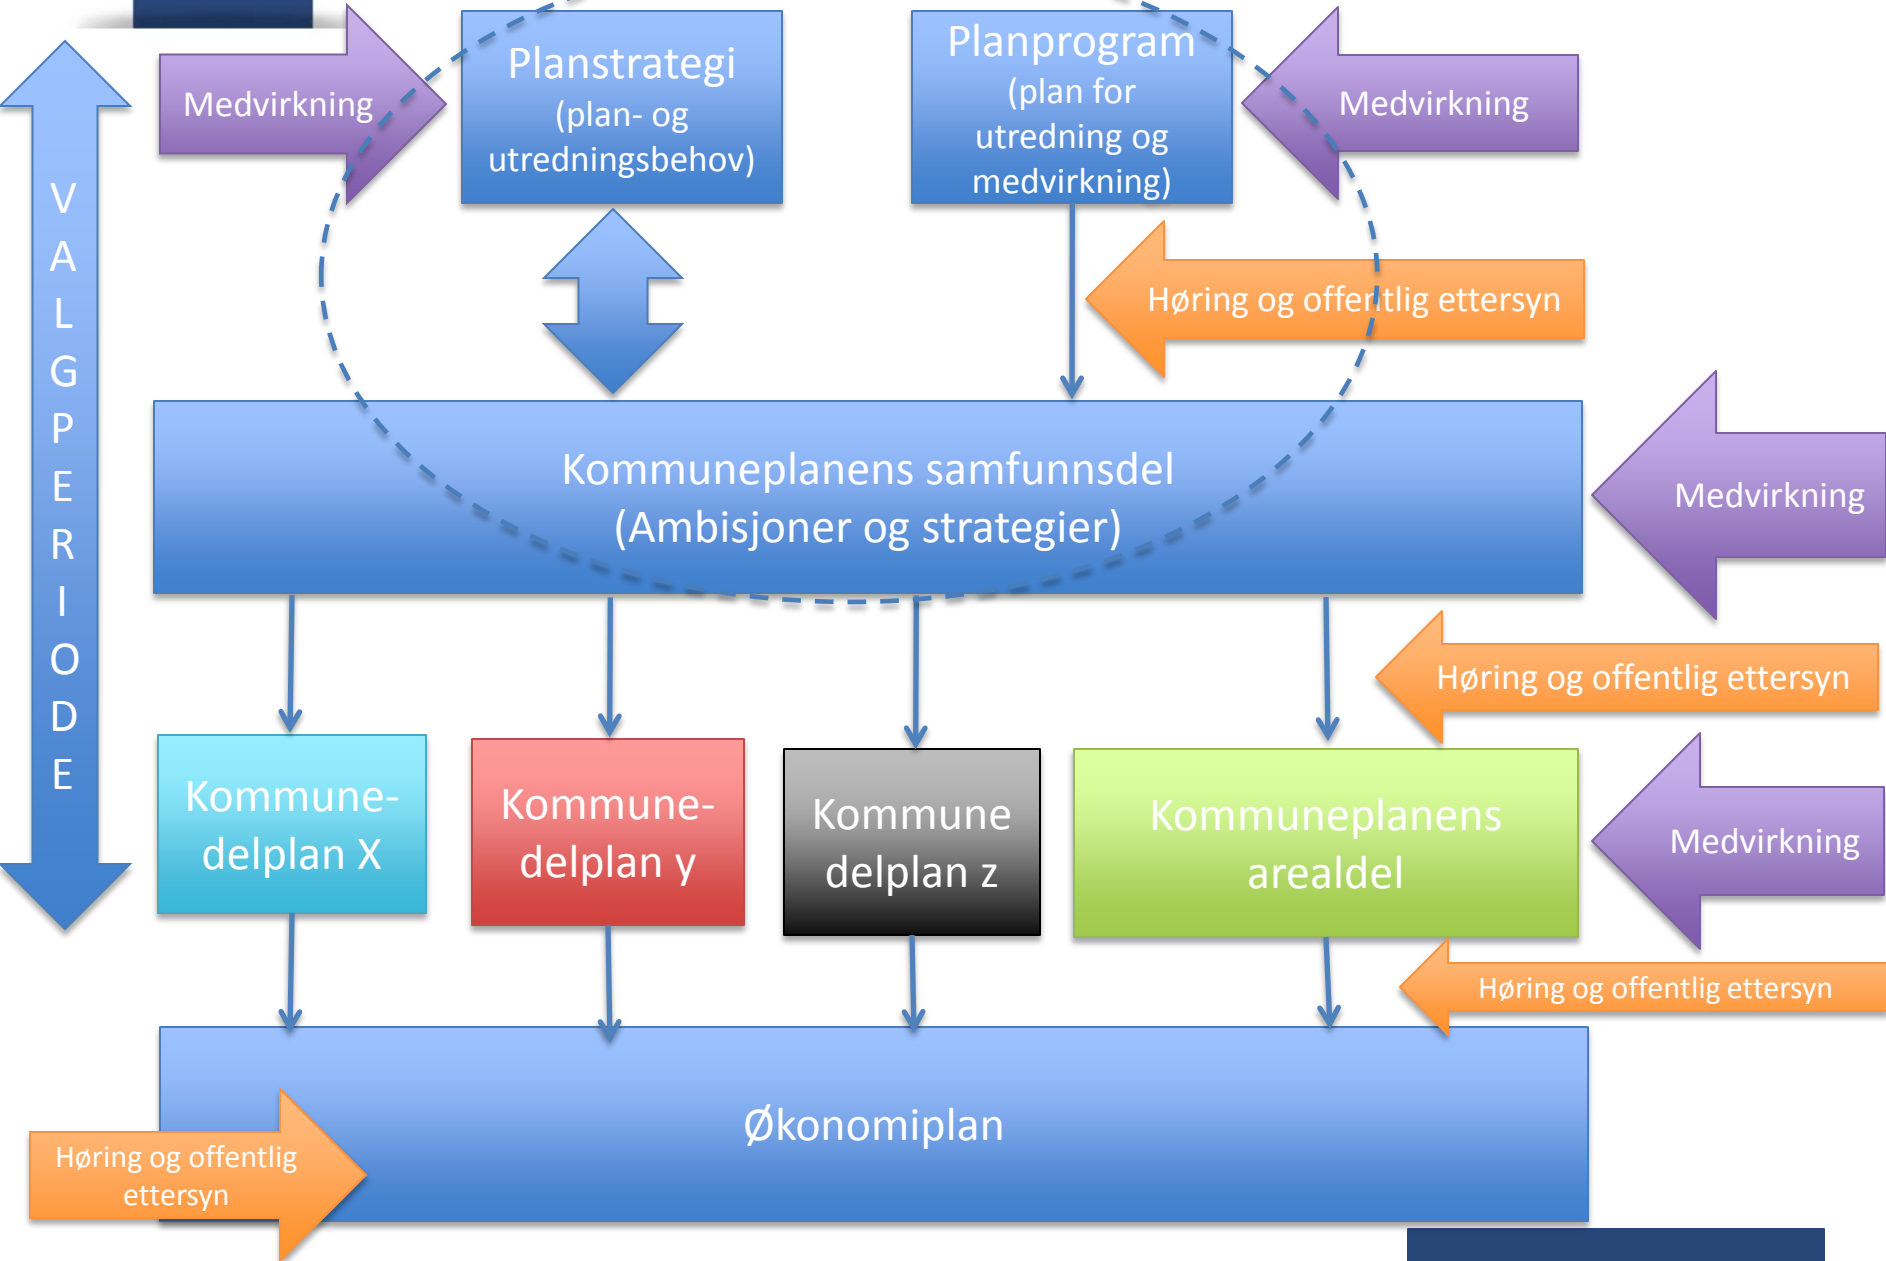 Planstrategi
(plan- og
utredningsbehov)
Planprogram
(plan for
utredning og
medvirkning)
Medvirkning
Medvirkning
V
A
L
G
P
E
R
I
O
D
E
Høring og offentlig ettersyn
Kommuneplanens samfunnsdel
(Ambisjoner og strategier)
Medvirkning
Høring og offentlig ettersyn
Kommune-
delplan X
Kommune-
delplan y
Kommune
delplan z
Kommuneplanens
arealdel
Medvirkning
Høring og offentlig ettersyn
Økonomiplan
Høring og offentlig
ettersyn